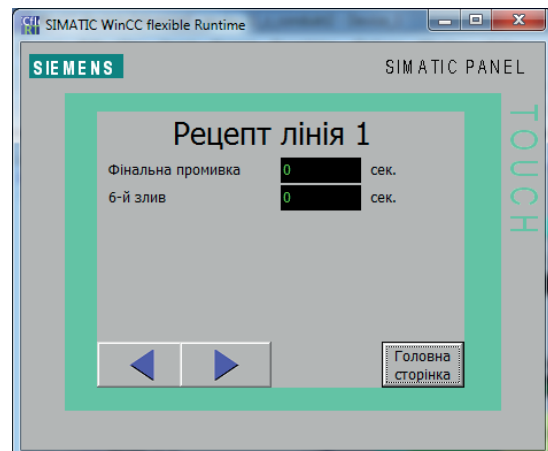 SIMATIC WinCC flexible Runtime
SIEMENS
SIMATIC PANEL
TOUCH
Рецепт лінія 1
Фінальна промивка 0 сек.
6-й злив 0 сек.
Головна
сторінка